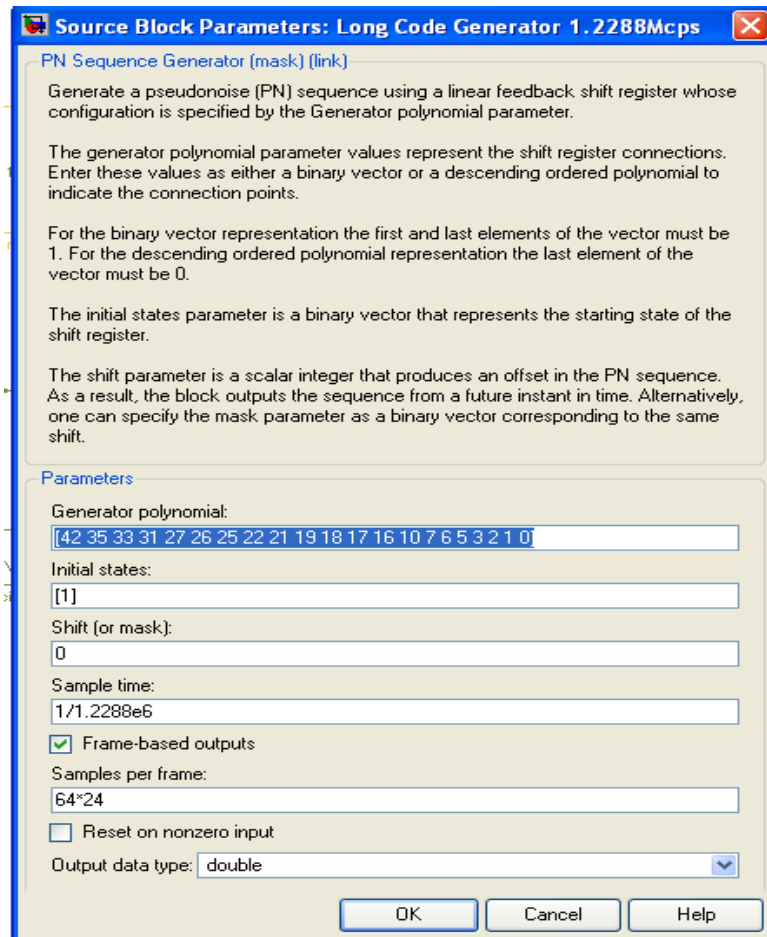 Source Block Parameters: Long Code Generator 1.2288Mcps
PN Sequence Generator (mask) (link)
Generate a pseudonoise (PN) sequence using a linear feedback shift register whose
configuration is specified by the Generator polynomial parameter.
The generator polynomial parameter values represent the shift register connections.
Enter these values as either a binary vector or a descending ordered polynomial to
indicate the connection points.
For the binary vector representation the first and last elements of the vector must be
1. For the descending ordered polynomial representation the last element of the
vector must be 0.
The initial states parameter is a binary vector that represents the starting state of the
shift register.
The shift parameter is a scalar integer that produces an offset in the PN sequence.
As a result, the block outputs the sequence from a future instant in time. Alternatively,
one can specify the mask parameter as a binary vector corresponding to the same
shift.
Parameters
Generator polynomial:
[42 35 33 31 27 26 25 22 21 19 18 17 16 10 7 6 5 3 2 1 0]
Initial states:
[1]
Shift (or mask):
0
Sample time:
1/1.2288e6
Frame-based outputs
Samples per frame:
64*24
Reset on nonzero input
Output data type: double
OK Cancel Help